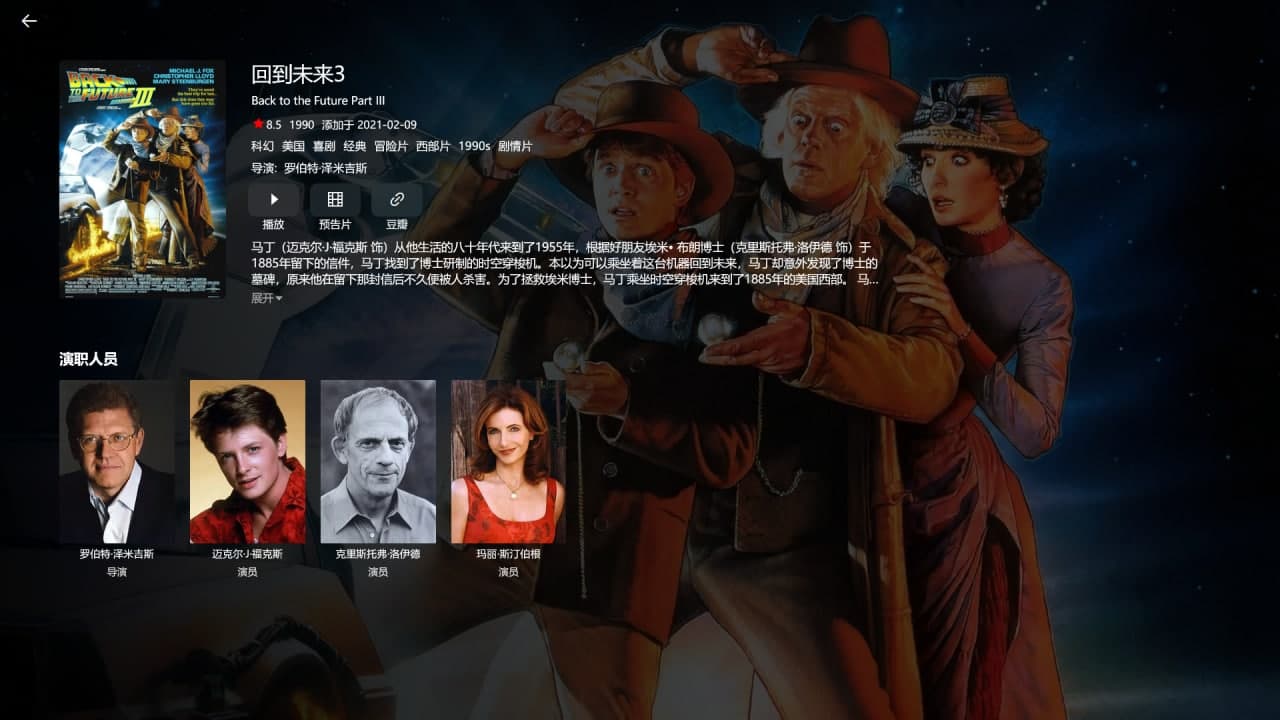 MICHAEL J. FOX
CHRISTOPHER LLOYD
MARY STEENBURGEN
BACK TO THE FUTURE III
回到未来3
Back to the Future Part III
8.5 1990 添加于 2021-02-09
科幻 美国 喜剧 经典 冒险片 西部片 1990s 剧情片
导演: 罗伯特·泽米吉斯
播放 预告片 豆瓣
马丁（迈克尔·J·福克斯 饰）从他生活的八十年代来到了1955年，根据好朋友埃米• 布朗博士（克里斯托弗·洛伊德 饰）于
1885年留下的信件，马丁找到了博士研制的时空穿梭机。本以为可以乘坐着这台机器回到未来，马丁却意外发现了博士的
墓碑，原来他在留下那封信后不久便被人杀害。为了拯救埃米博士，马丁乘坐时空穿梭机来到了1885年的美国西部。 马...
展开
演职人员
罗伯特·泽米吉斯 迈克尔·J·福克斯 克里斯托弗·洛伊德 玛丽·斯汀伯根
导演 演员 演员 演员